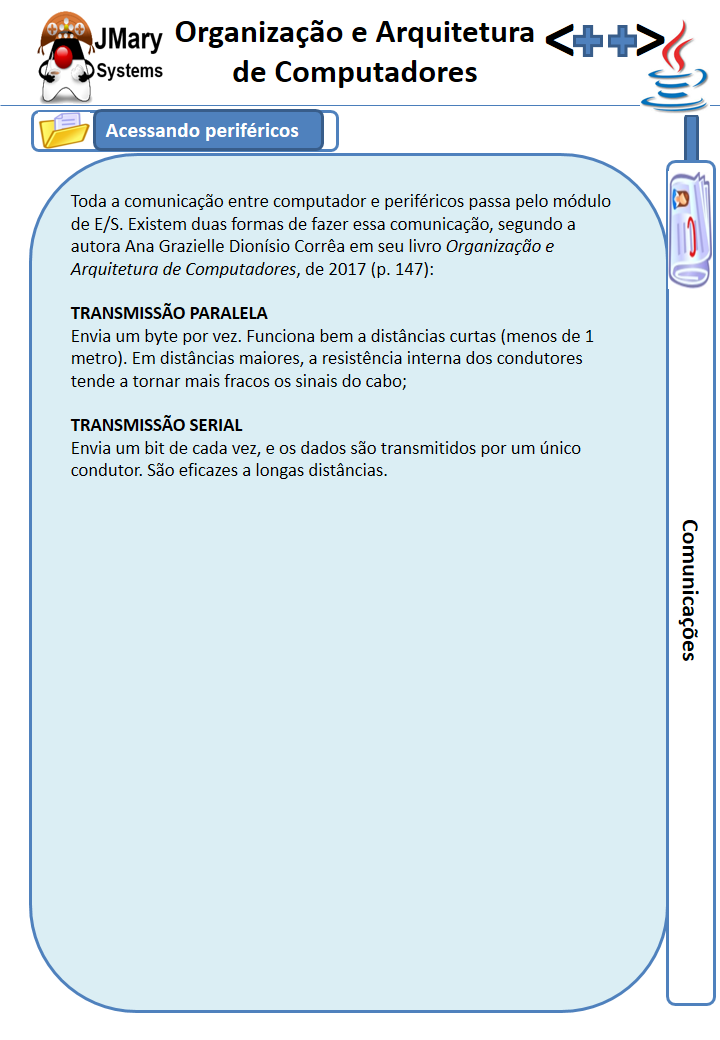 JMary
Systems
Organização e Arquitetura
de Computadores
<++>
Acessando periféricos
Toda a comunicação entre computador e periféricos passa pelo módulo
de E/S. Existem duas formas de fazer essa comunicação, segundo a
autora Ana Grazielle Dionísio Corrêa em seu livro Organização e
Arquitetura de Computadores, de 2017 (p. 147):
TRANSMISSÃO PARALELA
Envia um byte por vez. Funciona bem a distâncias curtas (menos de 1
metro). Em distâncias maiores, a resistência interna dos condutores
tende a tornar mais fracos os sinais do cabo;
TRANSMISSÃO SERIAL
Envia um bit de cada vez, e os dados são transmitidos por um único
condutor. São eficazes a longas distâncias.
Comunicações